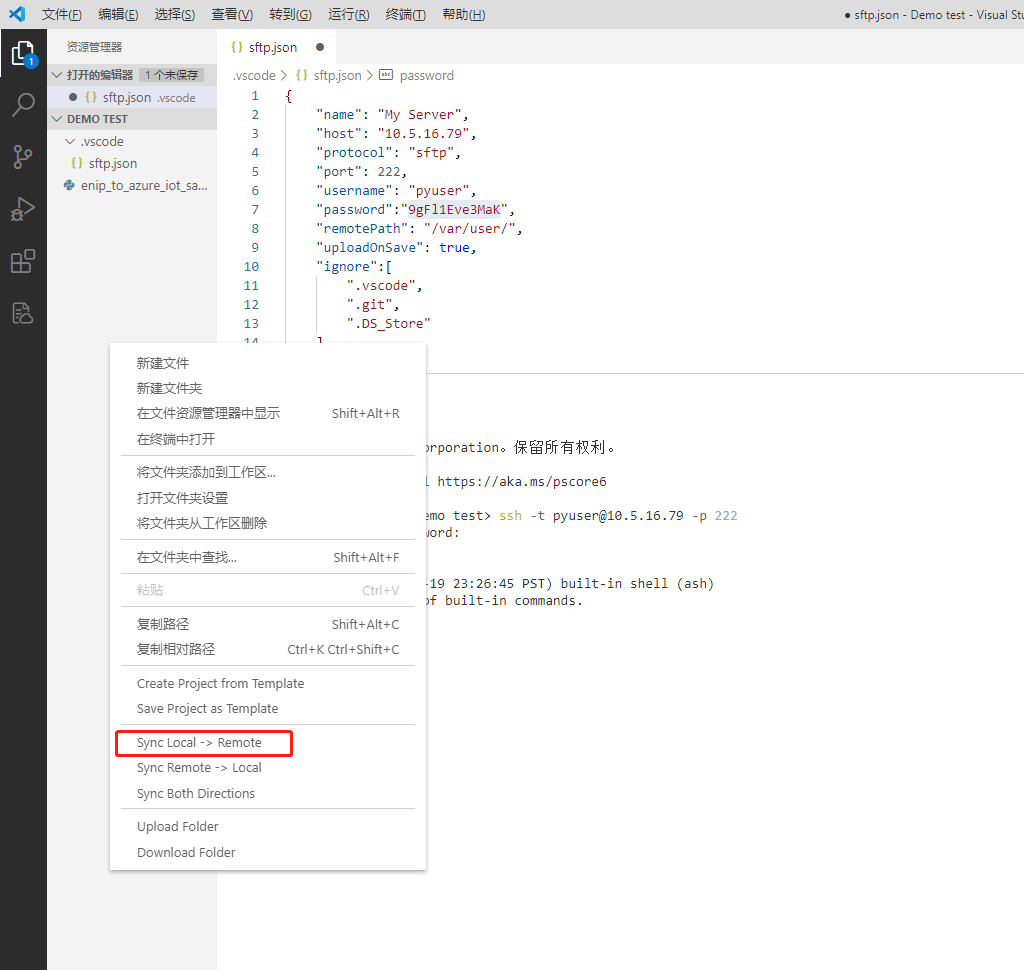 文件(F) 编辑(E) 选择(S) 查看(V) 转到(G) 运行(R) 终端(T) 帮助(H) ● sftp.json - Demo test - Visual Stu
资源管理器
打开的编辑器 1 个未保存
● {} sftp.json .vscode
DEMO TEST
.vscode
{} sftp.json
enip_to_azure_iot_sa...
1
{} sftp.json ●
.vscode > {} sftp.json > abc password
1 {
2 "name": "My Server",
3 "host": "10.5.16.79",
4 "protocol": "sftp",
5 "port": 222,
6 "username": "pyuser",
7 "password":"9gFl1Eve3MaK",
8 "remotePath": "/var/user/",
9 "uploadOnSave": true,
10 "ignore":[
11 ".vscode",
12 ".git",
13 ".DS_Store"
14 ]
新建文件
新建文件夹
在文件资源管理器中显示 Shift+Alt+R
在终端中打开
将文件夹添加到工作区...
打开文件夹设置
将文件夹从工作区删除
在文件夹中查找... Shift+Alt+F
粘贴 Ctrl+V
复制路径 Shift+Alt+C
复制相对路径 Ctrl+K Ctrl+Shift+C
Create Project from Template
Save Project as Template
Sync Local -> Remote
Sync Remote -> Local
Sync Both Directions
Upload Folder
Download Folder
orporation。保留所有权利。
l https://aka.ms/pscore6
emo test> ssh -t pyuser@10.5.16.79 -p 222
word:
-19 23:26:45 PST) built-in shell (ash)
of built-in commands.